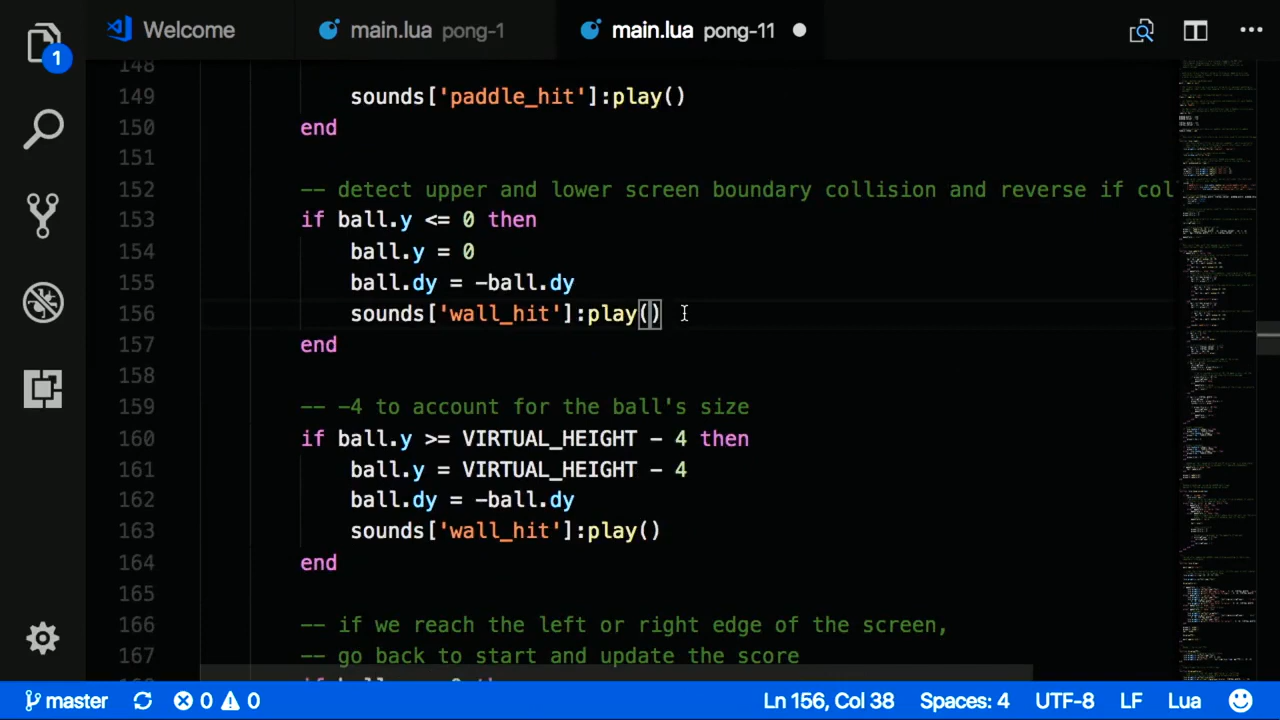 Welcome
main.lua pong-1
main.lua pong-11
1
148
149 sounds['paddle_hit']:play()
150 end
151
152 -- detect upper and lower screen boundary collision and reverse if col
153 if ball.y <= 0 then
154 ball.y = 0
155 ball.dy = -ball.dy
156 sounds['wall_hit']:play()
157 end
158
159 -- -4 to account for the ball's size
160 if ball.y >= VIRTUAL_HEIGHT - 4 then
161 ball.y = VIRTUAL_HEIGHT - 4
162 ball.dy = -ball.dy
163 sounds['wall_hit']:play()
164 end
165
166 -- if we reach the left or right edge of the screen,
167 -- go back to start and update the score
master 0 0 Ln 156, Col 38 Spaces: 4 UTF-8 LF Lua